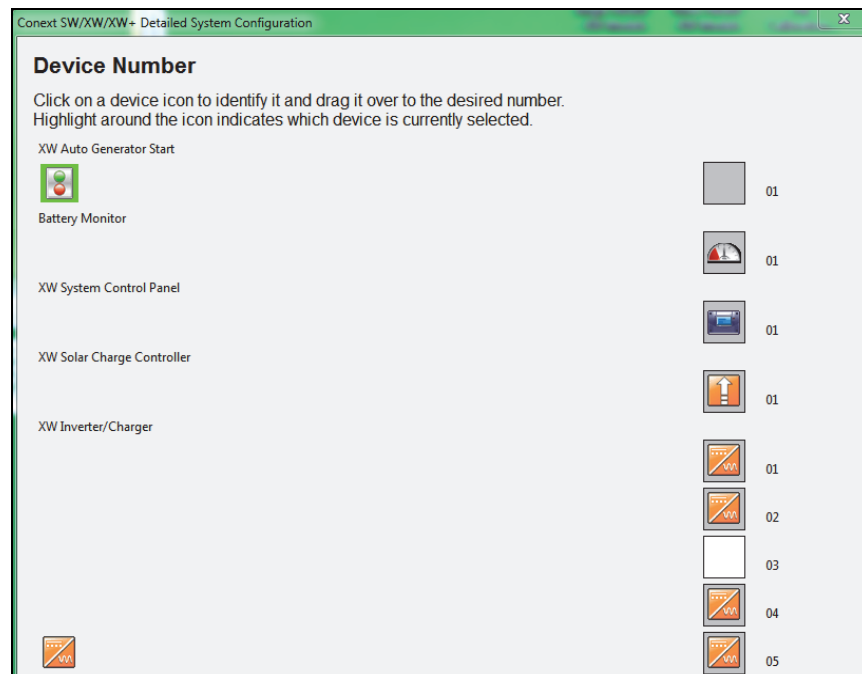 Conext SW/XW/XW+ Detailed System Configuration
Device Number
Click on a device icon to identify it and drag it over to the desired number.
Highlight around the icon indicates which device is currently selected.
XW Auto Generator Start
01
Battery Monitor
01
XW System Control Panel
01
XW Solar Charge Controller
01
XW Inverter/Charger
01
02
03
04
05